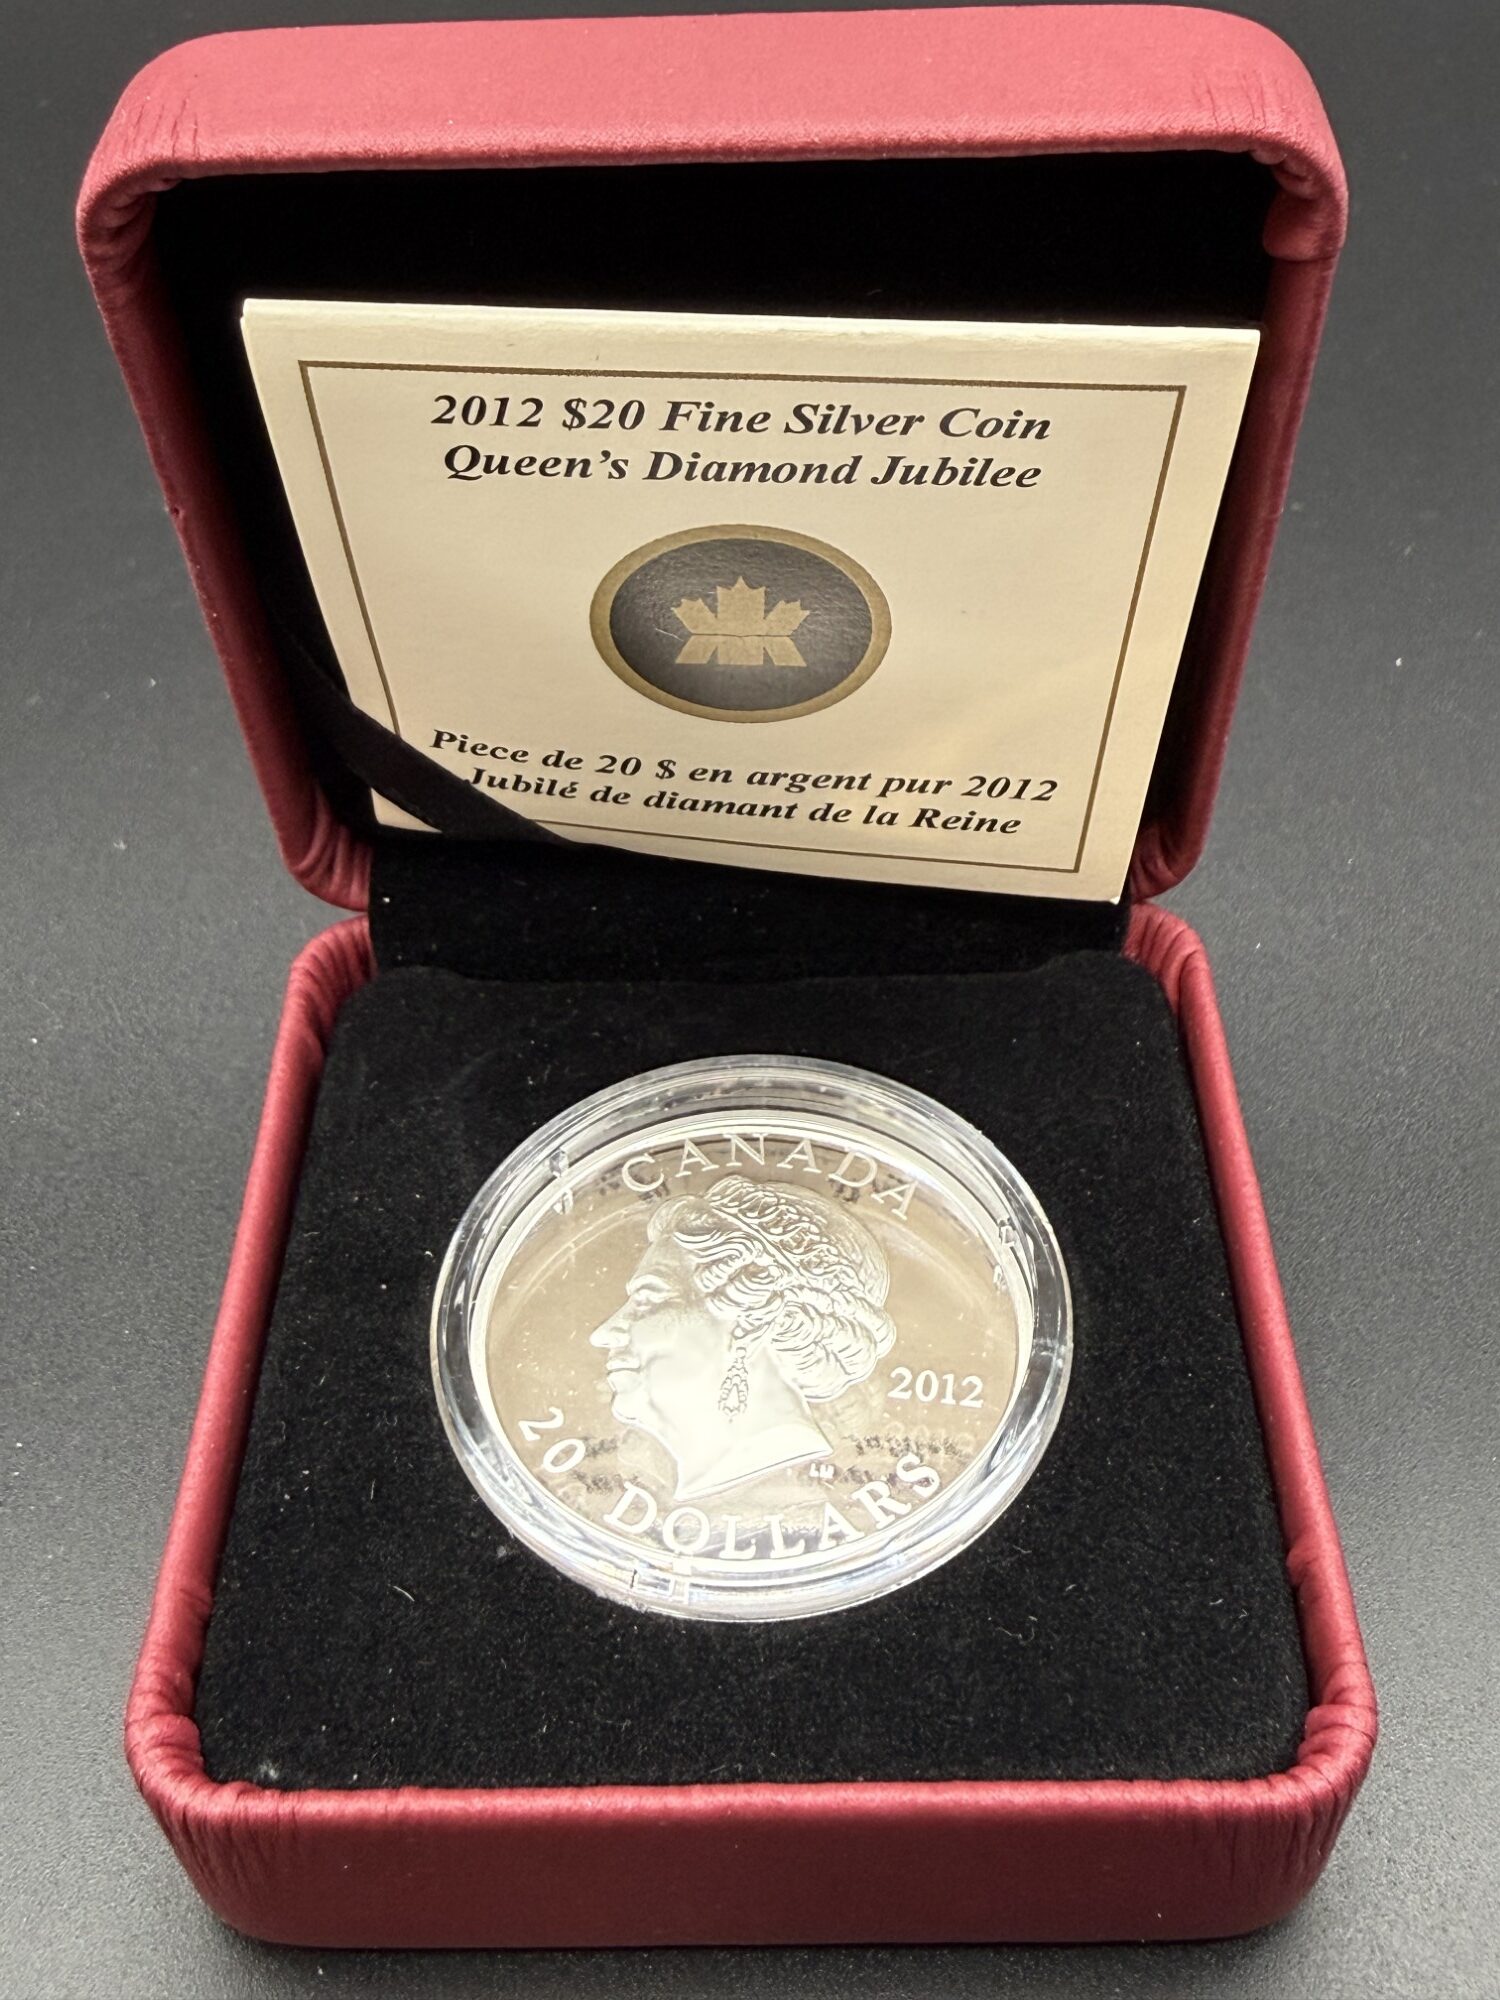 2012 $20 Fine Silver Coin
Queen's Diamond Jubilee
Piece de 20 $ en argent pur 2012
Jubilé de diamant de la Reine
CANADA
2012
20 DOLLARS